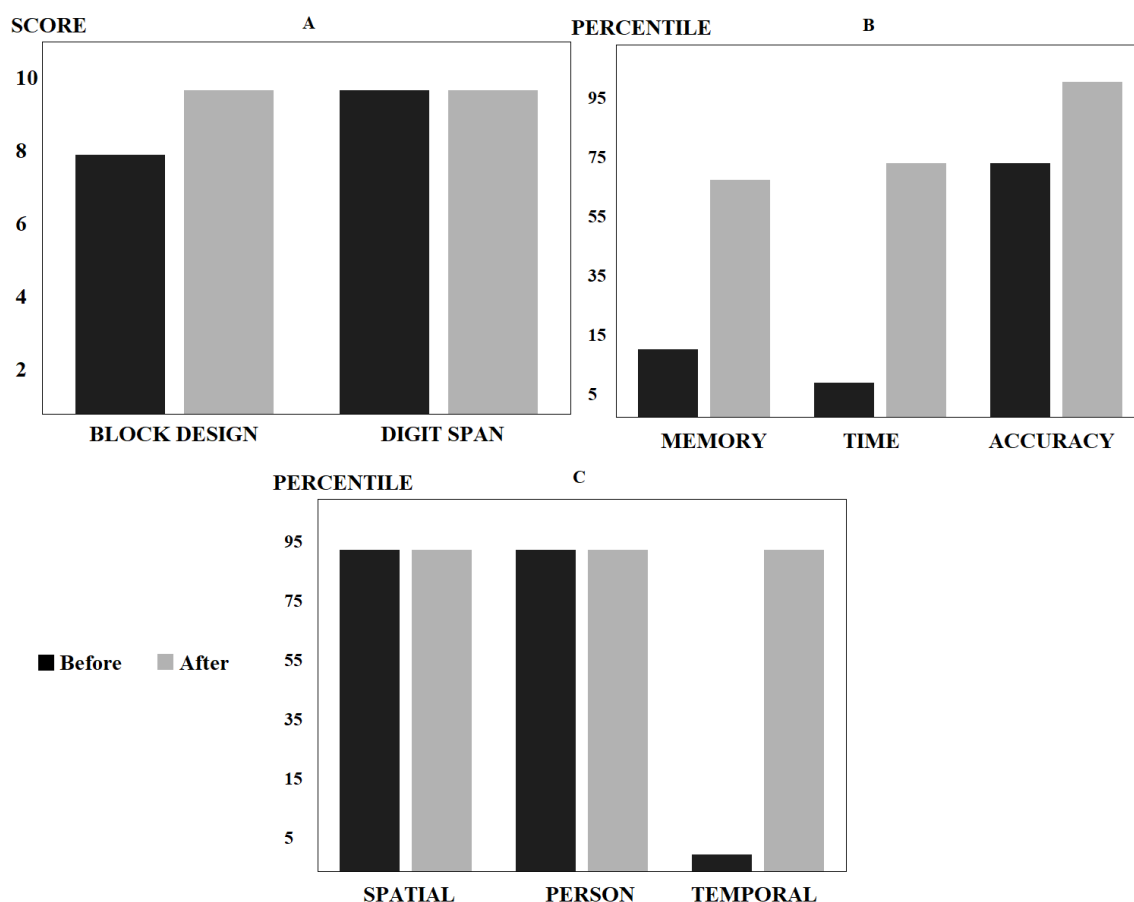 SCORE A
10
8
6
4
2
BLOCK DESIGN DIGIT SPAN
PERCENTILE B
95
75
55
35
15
5
MEMORY TIME ACCURACY
PERCENTILE C
95
75
55
35
15
5
SPATIAL PERSON TEMPORAL
Before After